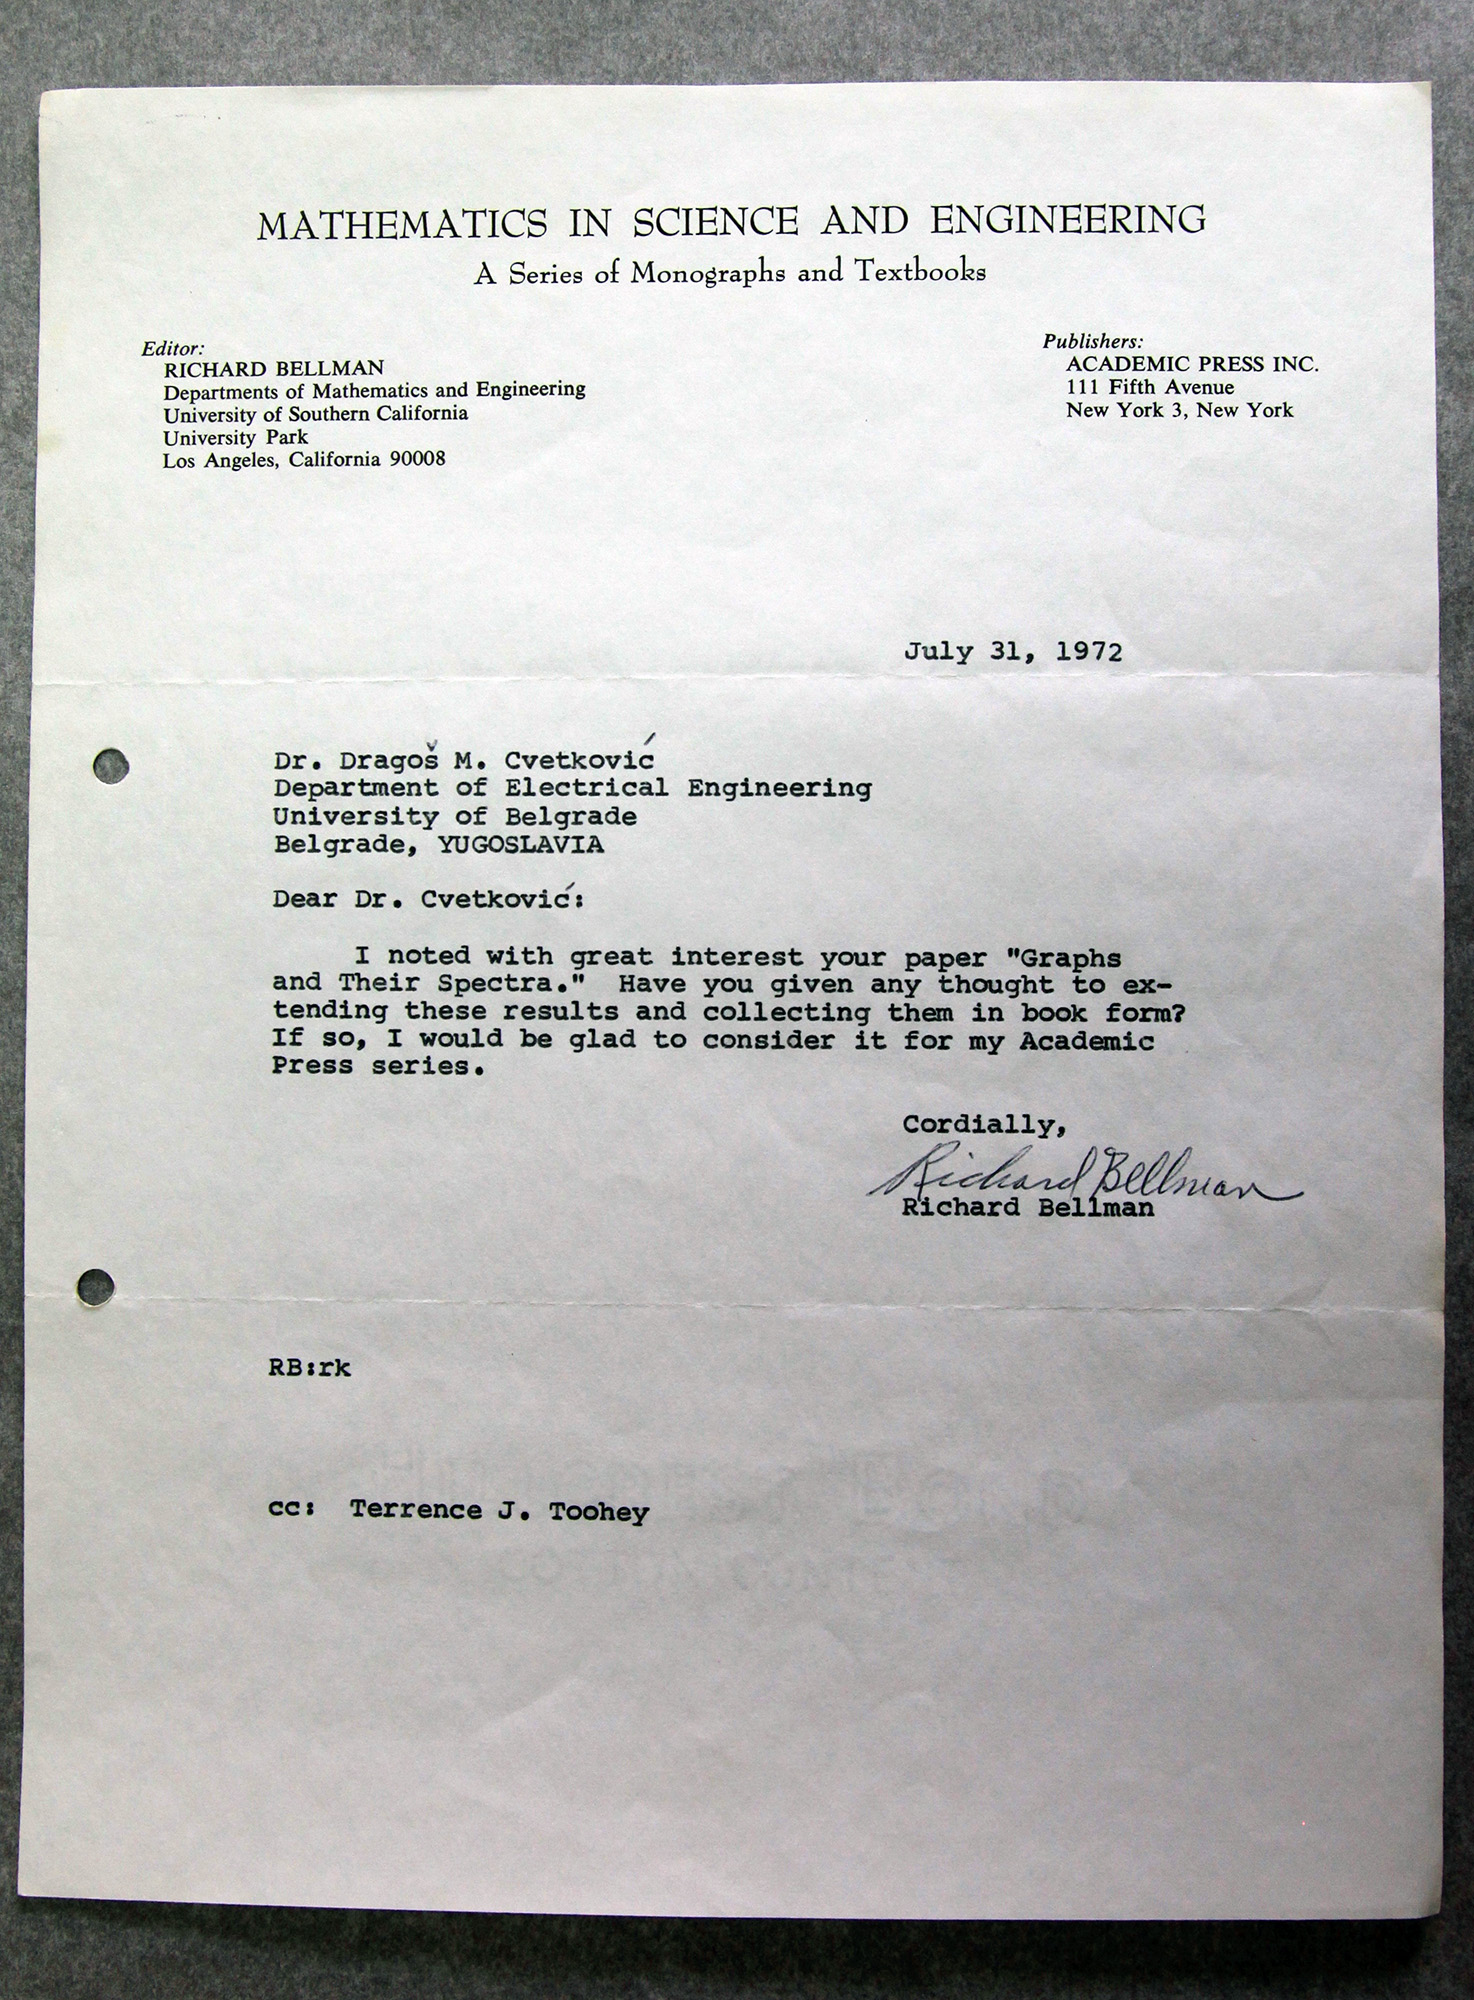 MATHEMATICS IN SCIENCE AND ENGINEERING
A Series of Monographs and Textbooks
Editor:
RICHARD BELLMAN
Departments of Mathematics and Engineering
University of Southern California
University Park
Los Angeles, California 90008
Publishers:
ACADEMIC PRESS INC.
111 Fifth Avenue
New York 3, New York
July 31, 1972
Dr. Dragoš M. Cvetković
Department of Electrical Engineering
University of Belgrade
Belgrade, YUGOSLAVIA
Dear Dr. Cvetković:
I noted with great interest your paper "Graphs
and Their Spectra." Have you given any thought to ex-
tending these results and collecting them in book form?
If so, I would be glad to consider it for my Academic
Press series.
Cordially,
Richard Bellman
Richard Bellman
RB:rk
cc: Terrence J. Toohey